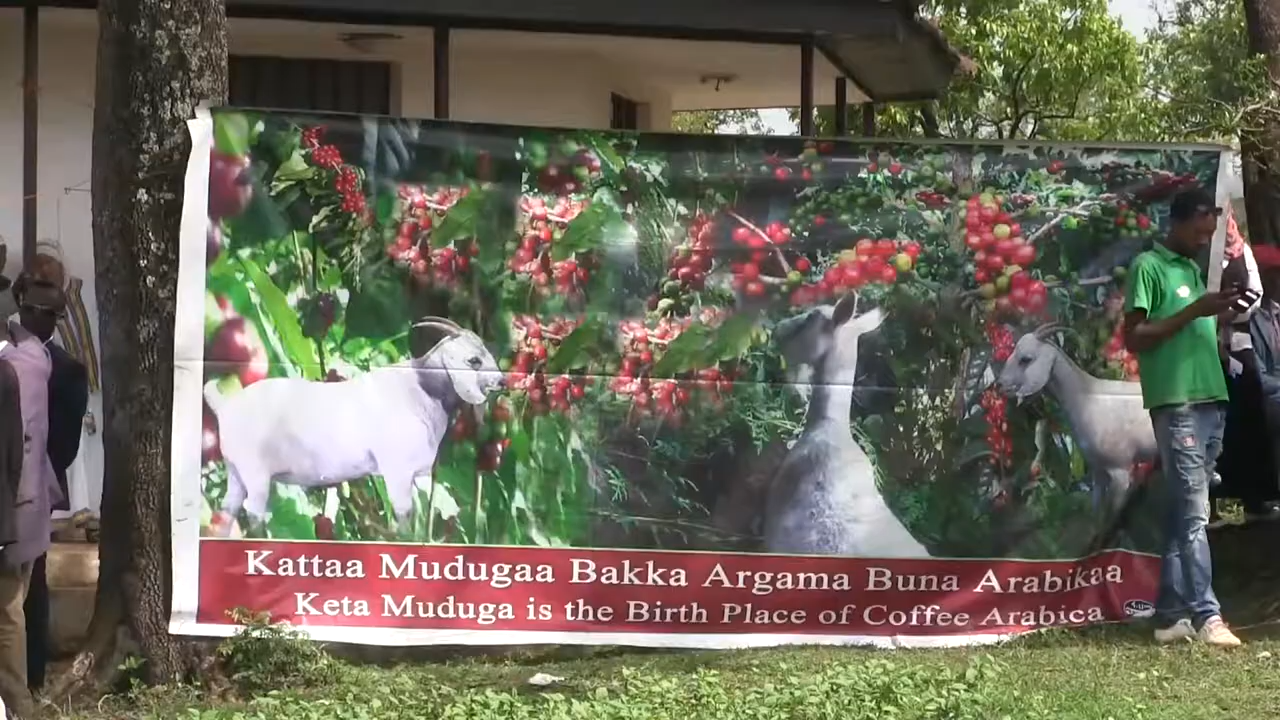 Kattaa Mudugaa Bakka Argama Buna Arabikaa
Keta Muduga is the Birth Place of Coffee Arabica